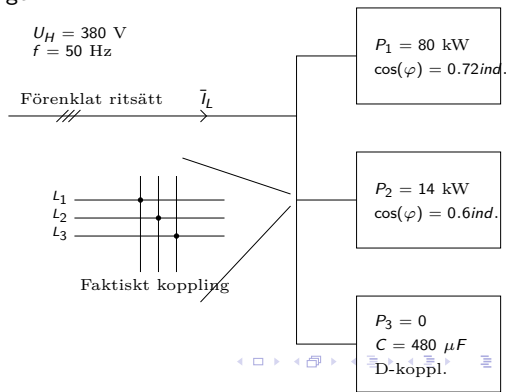 U_H = 380 V
f = 50 Hz
Förenklat ritsätt
Ī_L
P_1 = 80 kW
cos(φ) = 0.72ind.
L_1
L_2
L_3
Faktiskt koppling
P_2 = 14 kW
cos(φ) = 0.6ind.
P_3 = 0
C = 480 μF
D-koppl.